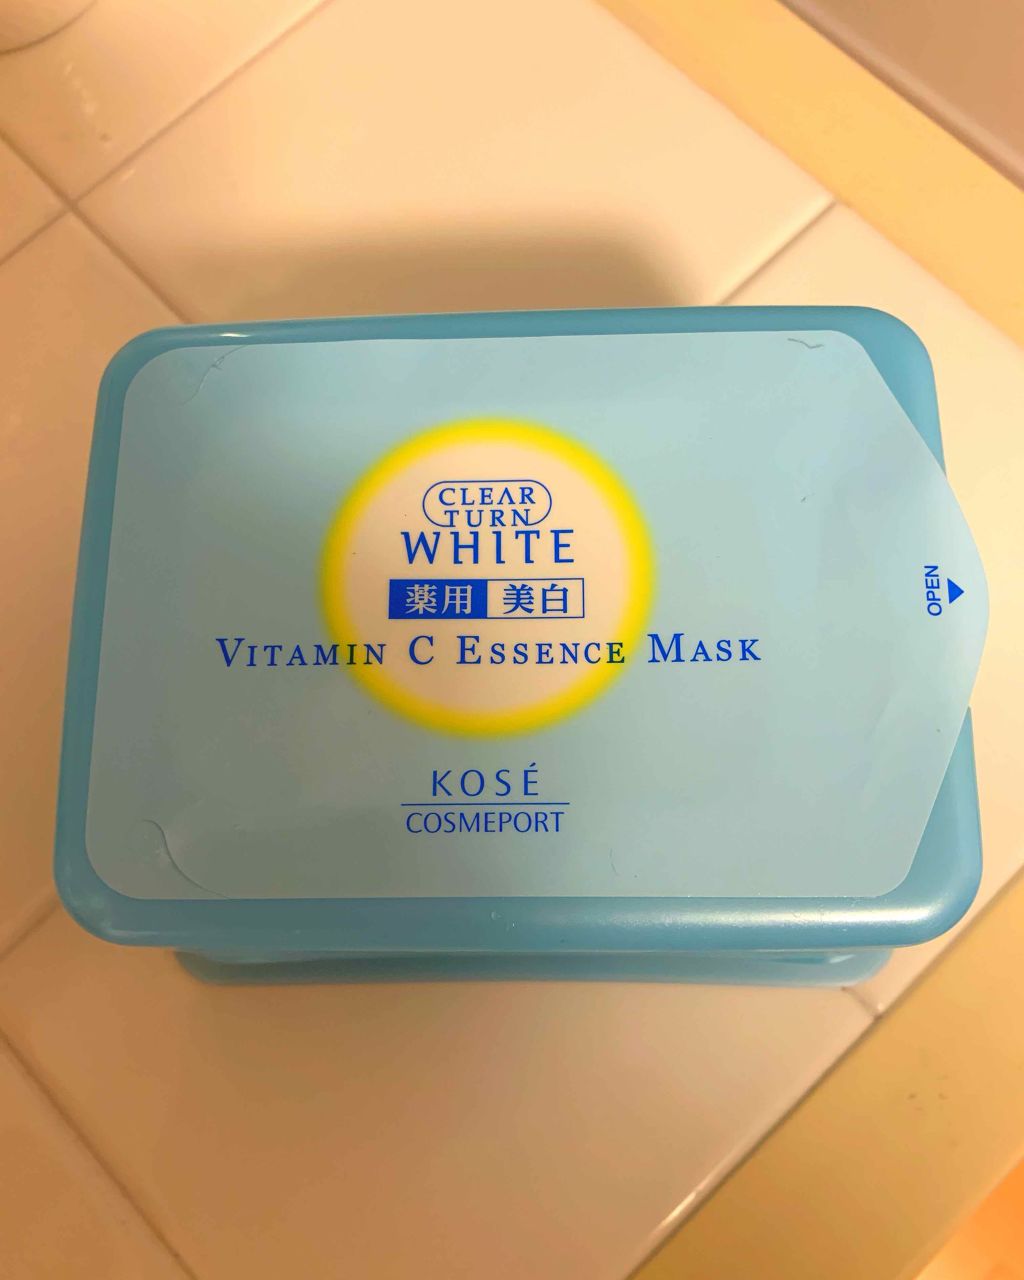 CLEAR
TURN
WHITE
薬用 美白
VITAMIN C ESSENCE MASK
KOSÉ
COSMEPORT
OPEN